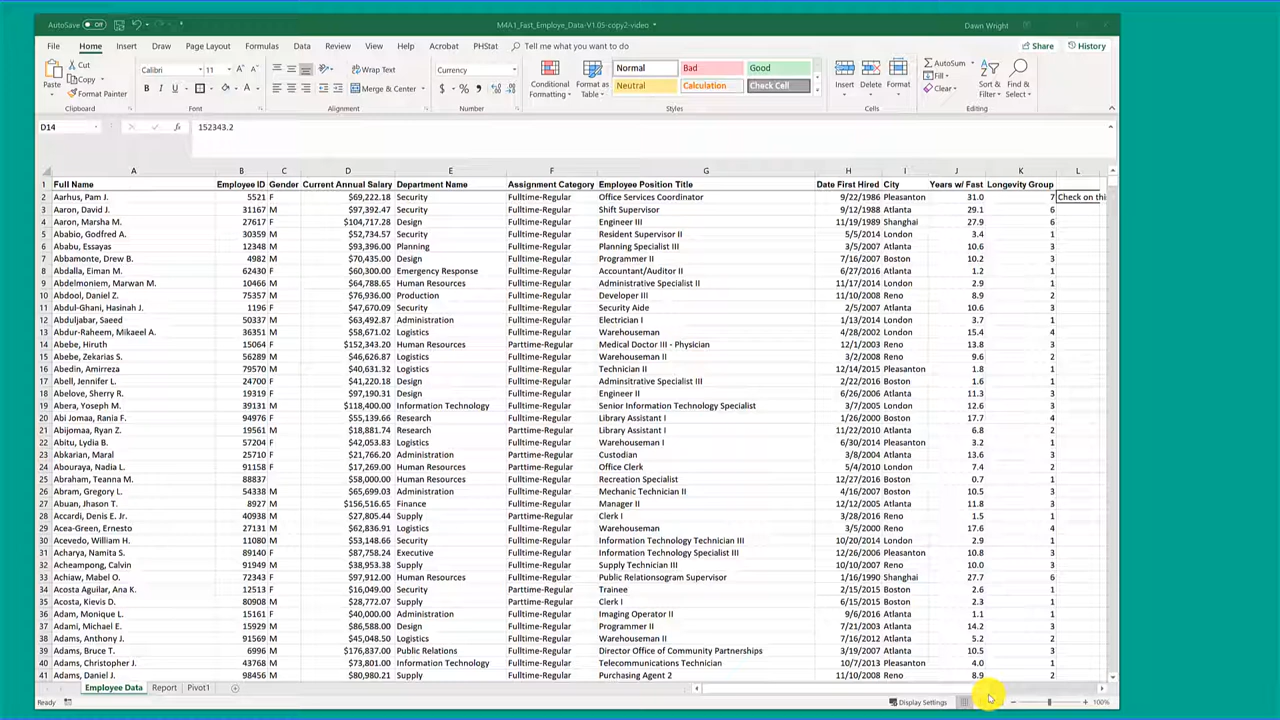 AutoSave Off M4A1_Fast_Employe_Data-V1.05-copy2-video Dawn Wright
File Home Insert Draw Page Layout Formulas Data Review View Help Acrobat PHStat Tell me what you want to do Share History
Paste Cut Copy Format Painter Clipboard
Calibri 11 B I U A Font
Wrap Text Merge & Center Alignment
Currency $ % Number
Conditional Formatting Format as Table
Normal Bad Good
Neutral Calculation Check Cell
Styles
Insert Delete Format Cells
AutoSum Fill Clear Sort & Filter Find & Select Editing
D14 fx 152343.2
A B C D E F G H I J K L
1 Full Name Employee ID Gender Current Annual Salary Department Name Assignment Category Employee Position Title Date First Hired City Years w/ Fast Longevity Group
2 Aarhus, Pam J. 5521 F $69,222.18 Security Fulltime-Regular Office Services Coordinator 9/22/1986 Pleasanton 31.0 7 Check on thi
3 Aaron, David J. 31167 M $97,392.47 Security Fulltime-Regular Shift Supervisor 9/12/1988 Atlanta 29.1 6
4 Aaron, Marsha M. 27617 F $104,717.28 Design Fulltime-Regular Engineer III 11/19/1989 Shanghai 27.9 6
5 Ababio, Godfred A. 30359 M $52,734.57 Security Fulltime-Regular Resident Supervisor II 5/5/2014 London 3.4 1
6 Ababu, Essayas 12348 M $93,396.00 Planning Fulltime-Regular Planning Specialist III 3/5/2007 Atlanta 10.6 3
7 Abbamonte, Drew B. 4982 M $70,435.00 Design Fulltime-Regular Programmer II 7/16/2007 Boston 10.2 3
8 Abdalla, Eiman M. 62430 F $60,300.00 Emergency Response Fulltime-Regular Accountant/Auditor II 6/27/2016 Atlanta 1.2 1
9 Abdelmoniem, Marwan M. 10466 M $64,788.65 Human Resources Fulltime-Regular Administrative Specialist II 11/17/2014 London 2.9 1
10 Abdool, Daniel Z. 75357 M $76,936.00 Production Fulltime-Regular Developer III 11/10/2008 Reno 8.9 2
11 Abdul-Ghani, Hasinah J. 1196 F $47,670.09 Security Fulltime-Regular Security Aide 2/5/2007 Atlanta 10.6 3
12 Abduljabar, Saeed 50337 M $63,492.87 Administration Fulltime-Regular Electrician I 1/13/2014 London 3.7 1
13 Abdur-Raheem, Mikaeel A. 36351 M $58,671.02 Logistics Fulltime-Regular Warehouseman 4/28/2002 London 15.4 4
14 Abebe, Hiruth 15064 F $152,343.20 Human Resources Parttime-Regular Medical Doctor III - Physician 12/1/2003 Reno 13.8 3
15 Abebe, Zekarias S. 56289 M $46,626.87 Logistics Fulltime-Regular Warehouseman II 3/2/2008 Reno 9.6 2
16 Abedin, Amirreza 79570 M $40,631.32 Logistics Fulltime-Regular Technician II 12/14/2015 Pleasanton 1.8 1
17 Abell, Jennifer L. 24700 F $41,220.18 Design Fulltime-Regular Adminsitrative Specialist III 2/22/2016 Boston 1.6 1
18 Abelove, Sherry R. 19319 F $51,957.81 Design Fulltime-Regular Engineer II 6/26/2006 Atlanta 11.3 3
19 Abera, Yoseph M. 39131 M $118,400.00 Information Technology Fulltime-Regular Senior Information Technology Specialist 3/7/2005 London 12.6 3
20 Abi Jomaa, Rania F. 94976 F $55,139.66 Research Fulltime-Regular Library Assistant I 1/26/2000 Boston 17.7 4
21 Abijomaa, Ryan Z. 19561 M $18,881.74 Research Parttime-Regular Library Assistant I 11/22/2010 Atlanta 6.8 2
22 Abitu, Lydia B. 57204 F $42,053.83 Logistics Fulltime-Regular Warehouseman I 6/30/2014 Pleasanton 3.2 1
23 Abkarian, Maral 25710 F $21,766.20 Administration Parttime-Regular Custodian 3/8/2004 Atlanta 13.6 3
24 Abouraya, Nadia L. 91158 F $17,269.00 Human Resources Parttime-Regular Office Clerk 5/4/2010 London 7.4 2
25 Abraham, Teanna M. 88837 $58,000.00 Human Resources Fulltime-Regular Recreation Specialist 12/27/2016 Boston 0.7 1
26 Abram, Gregory L. 54338 M $65,699.03 Administration Fulltime-Regular Mechanic Technician II 4/16/2007 Boston 10.5 3
27 Abuan, Jhason T. 8927 M $156,516.65 Finance Fulltime-Regular Manager II 12/12/2005 Atlanta 11.8 3
28 Accardi, Denis E. Jr. 40938 M $27,805.44 Supply Parttime-Regular Clerk I 3/28/2016 Reno 1.5 1
29 Acea-Green, Ernesto 27131 M $62,836.91 Logistics Fulltime-Regular Warehouseman 3/5/2000 Reno 17.6 4
30 Acevedo, William H. 11080 M $53,148.66 Security Fulltime-Regular Information Technology Technician III 10/20/2014 London 2.9 1
31 Acharya, Namita S. 89140 F $87,758.24 Executive Fulltime-Regular Information Technology Specialist III 12/26/2006 Pleasanton 10.8 3
32 Acheampong, Calvin 91949 M $38,953.38 Supply Fulltime-Regular Supply Technician III 10/10/2007 Reno 10.0 3
33 Achiaw, Mabel O. 72343 F $97,912.00 Human Resources Fulltime-Regular Public Relationsogram Supervisor 1/16/1990 Shanghai 27.7 6
34 Acosta Aguilar, Ana K. 12513 F $16,049.00 Security Parttime-Regular Trainee 2/15/2015 Boston 2.6 1
35 Acosta, Kievis D. 80908 M $28,772.07 Supply Parttime-Regular Clerk I 6/15/2015 Boston 2.3 1
36 Adam, Monique L. 15161 F $40,000.00 Administration Fulltime-Regular Imaging Operator II 9/6/2016 Atlanta 1.1 1
37 Adami, Michael E. 15929 M $86,588.00 Design Fulltime-Regular Programmer II 7/21/2003 Atlanta 14.2 3
38 Adams, Anthony J. 91569 M $45,048.50 Logistics Fulltime-Regular Warehouseman II 7/16/2012 Atlanta 5.2 2
39 Adams, Bruce T. 6996 M $176,837.00 Public Relations Fulltime-Regular Director Office of Community Partnerships 3/19/2007 Atlanta 10.5 3
40 Adams, Christopher J. 43768 M $73,801.00 Information Technology Fulltime-Regular Telecommunications Technician 10/7/2013 Pleasanton 4.0 1
41 Adams, Daniel J. 98456 M $80,980.21 Supply Fulltime-Regular Purchasing Agent 2 11/10/2008 Reno 8.9 2
Employee Data Report Pivot1
Ready Display Settings 100%